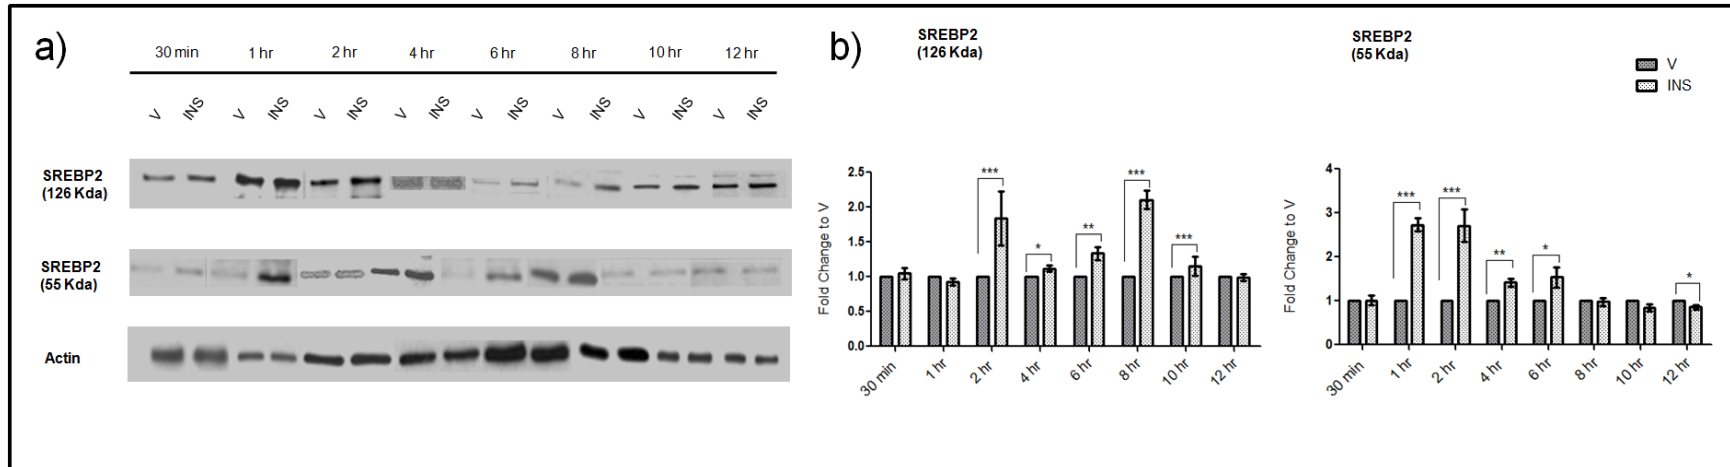 a)
30 min 1 hr 2 hr 4 hr 6 hr 8 hr 10 hr 12 hr
V INS V INS V INS V INS V INS V INS V INS V INS
SREBP2
(126 Kda)
SREBP2
(55 Kda)
Actin
b)
SREBP2
(126 Kda)
Fold Change to V
2.5
2.0
1.5
1.0
0.5
0.0
*** * ** *** ***
30 min 1 hr 2 hr 4 hr 6 hr 8 hr 10 hr 12 hr
SREBP2
(55 Kda)
V
INS
Fold Change to V
4
3
2
1
0
*** *** ** * *
30 min 1 hr 2 hr 4 hr 6 hr 8 hr 10 hr 12 hr